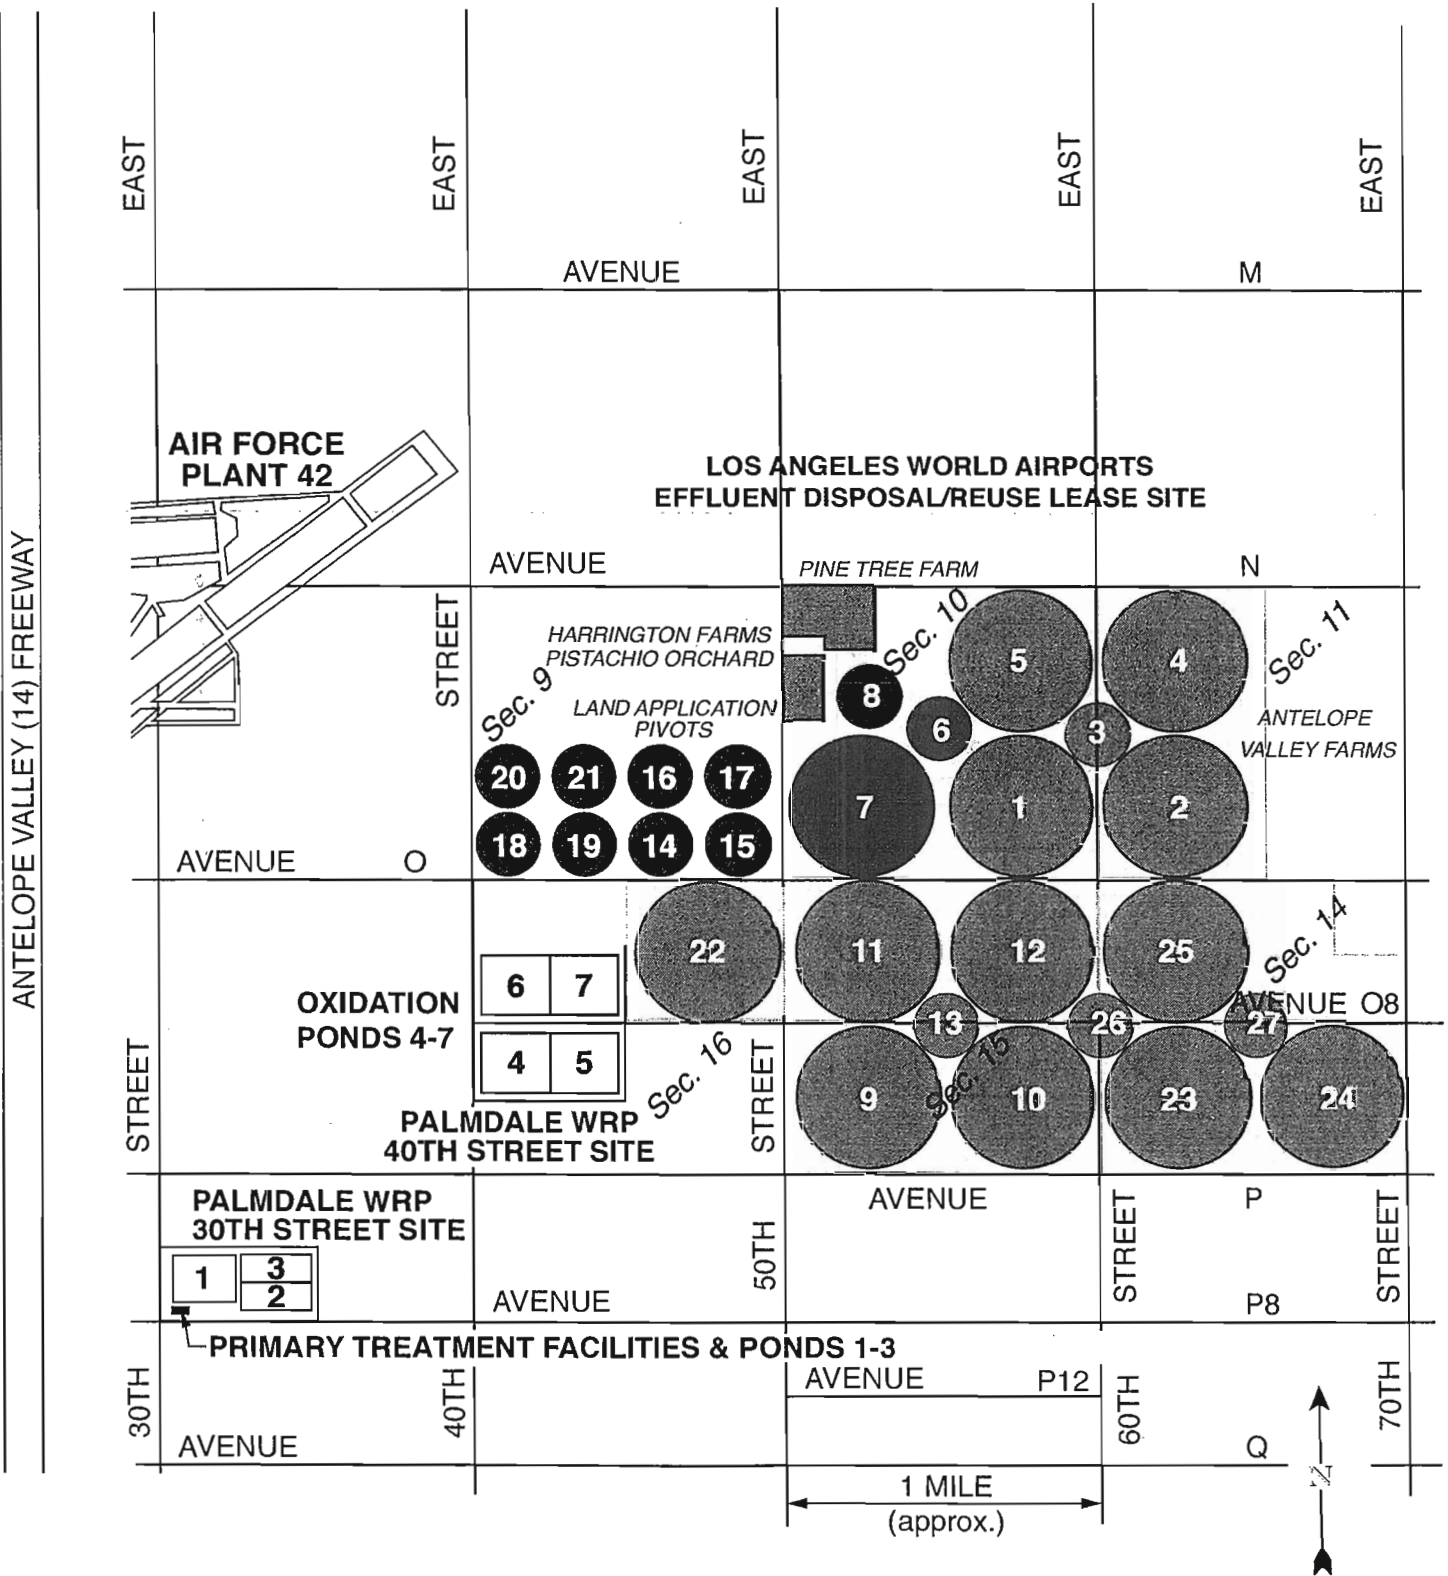 EAST
EAST
EAST
EAST
EAST
AVENUE M
AIR FORCE
PLANT 42
LOS ANGELES WORLD AIRPORTS
EFFLUENT DISPOSAL/REUSE LEASE SITE
ANTELOPE VALLEY (14) FREEWAY
AVENUE N
PINE TREE FARM
STREET
HARRINGTON FARMS
PISTACHIO ORCHARD
Sec. 9
LAND APPLICATION
PIVOTS
Sec. 10
Sec. 11
5
4
8
6
3
ANTELOPE
VALLEY FARMS
20
21
16
17
7
1
2
18
19
14
15
AVENUE O
22
11
12
25
Sec. 14
6
7
OXIDATION
PONDS 4-7
AVENUE O8
13
26
27
4
5
Sec. 16
Sec. 15
STREET
STREET
9
10
23
24
PALMDALE WRP
40TH STREET SITE
PALMDALE WRP
30TH STREET SITE
AVENUE P
50TH
STREET
STREET
1
3
2
AVENUE P8
PRIMARY TREATMENT FACILITIES & PONDS 1-3
AVENUE P12
30TH
40TH
60TH
70TH
AVENUE Q
1 MILE
(approx.)
N